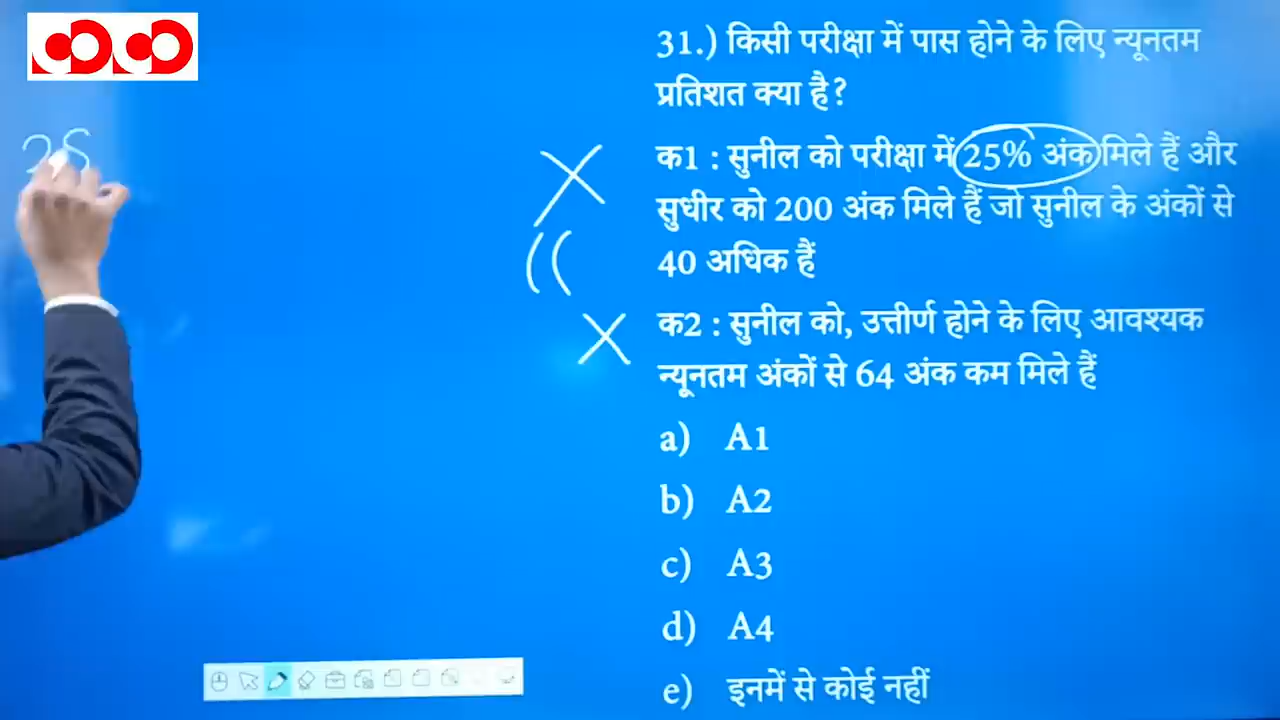 31.) किसी परीक्षा में पास होने के लिए न्यूनतम
प्रतिशत क्या है?
क1 : सुनील को परीक्षा में 25% अंक मिले हैं और
सुधीर को 200 अंक मिले हैं जो सुनील के अंकों से
40 अधिक हैं
क2 : सुनील को, उत्तीर्ण होने के लिए आवश्यक
न्यूनतम अंकों से 64 अंक कम मिले हैं
a) A1
b) A2
c) A3
d) A4
e) इनमें से कोई नहीं
25